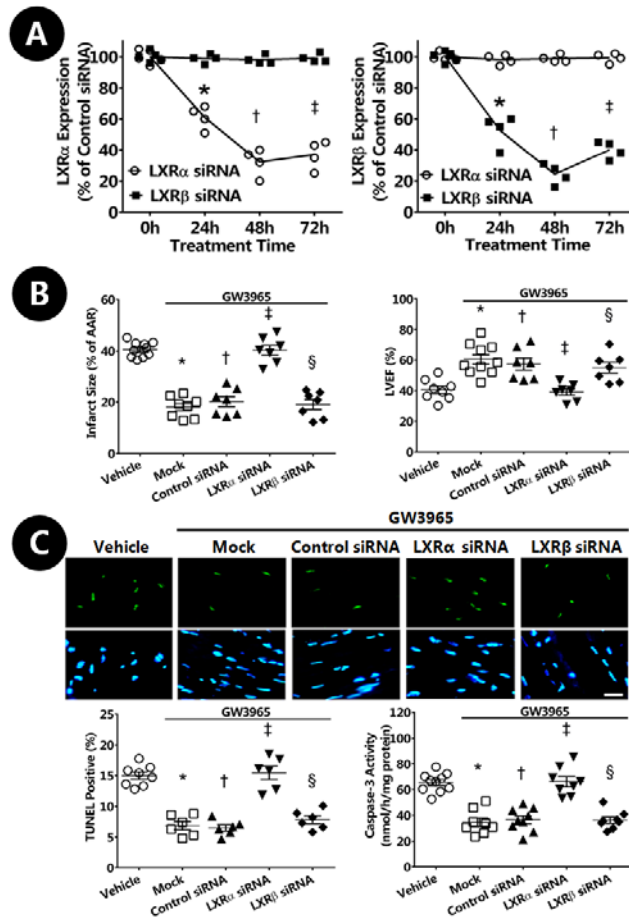 A
LXRα Expression
(% of Control siRNA)
120
100
80
60
40
20
0
*
†
‡
LXRα siRNA
LXRβ siRNA
0h 24h 48h 72h
Treatment Time
LXRβ Expression
(% of Control siRNA)
120
100
80
60
40
20
0
*
†
‡
LXRα siRNA
LXRβ siRNA
0h 24h 48h 72h
Treatment Time
B
GW3965
Infarct Size (% of AAR)
60
40
20
0
*
†
‡
§
Vehicle
Mock
Control siRNA
LXRα siRNA
LXRβ siRNA
GW3965
LVEF (%)
100
80
60
40
20
0
*
†
‡
§
Vehicle
Mock
Control siRNA
LXRα siRNA
LXRβ siRNA
C
GW3965
Vehicle Mock Control siRNA LXRα siRNA LXRβ siRNA
GW3965
TUNEL Positive (%)
25
20
15
10
5
0
*
†
‡
§
Vehicle
Mock
Control siRNA
LXRα siRNA
LXRβ siRNA
GW3965
Caspase-3 Activity
(nmol/h/mg protein)
120
100
80
60
40
20
0
*
†
‡
§
Vehicle
Mock
Control siRNA
LXRα siRNA
LXRβ siRNA